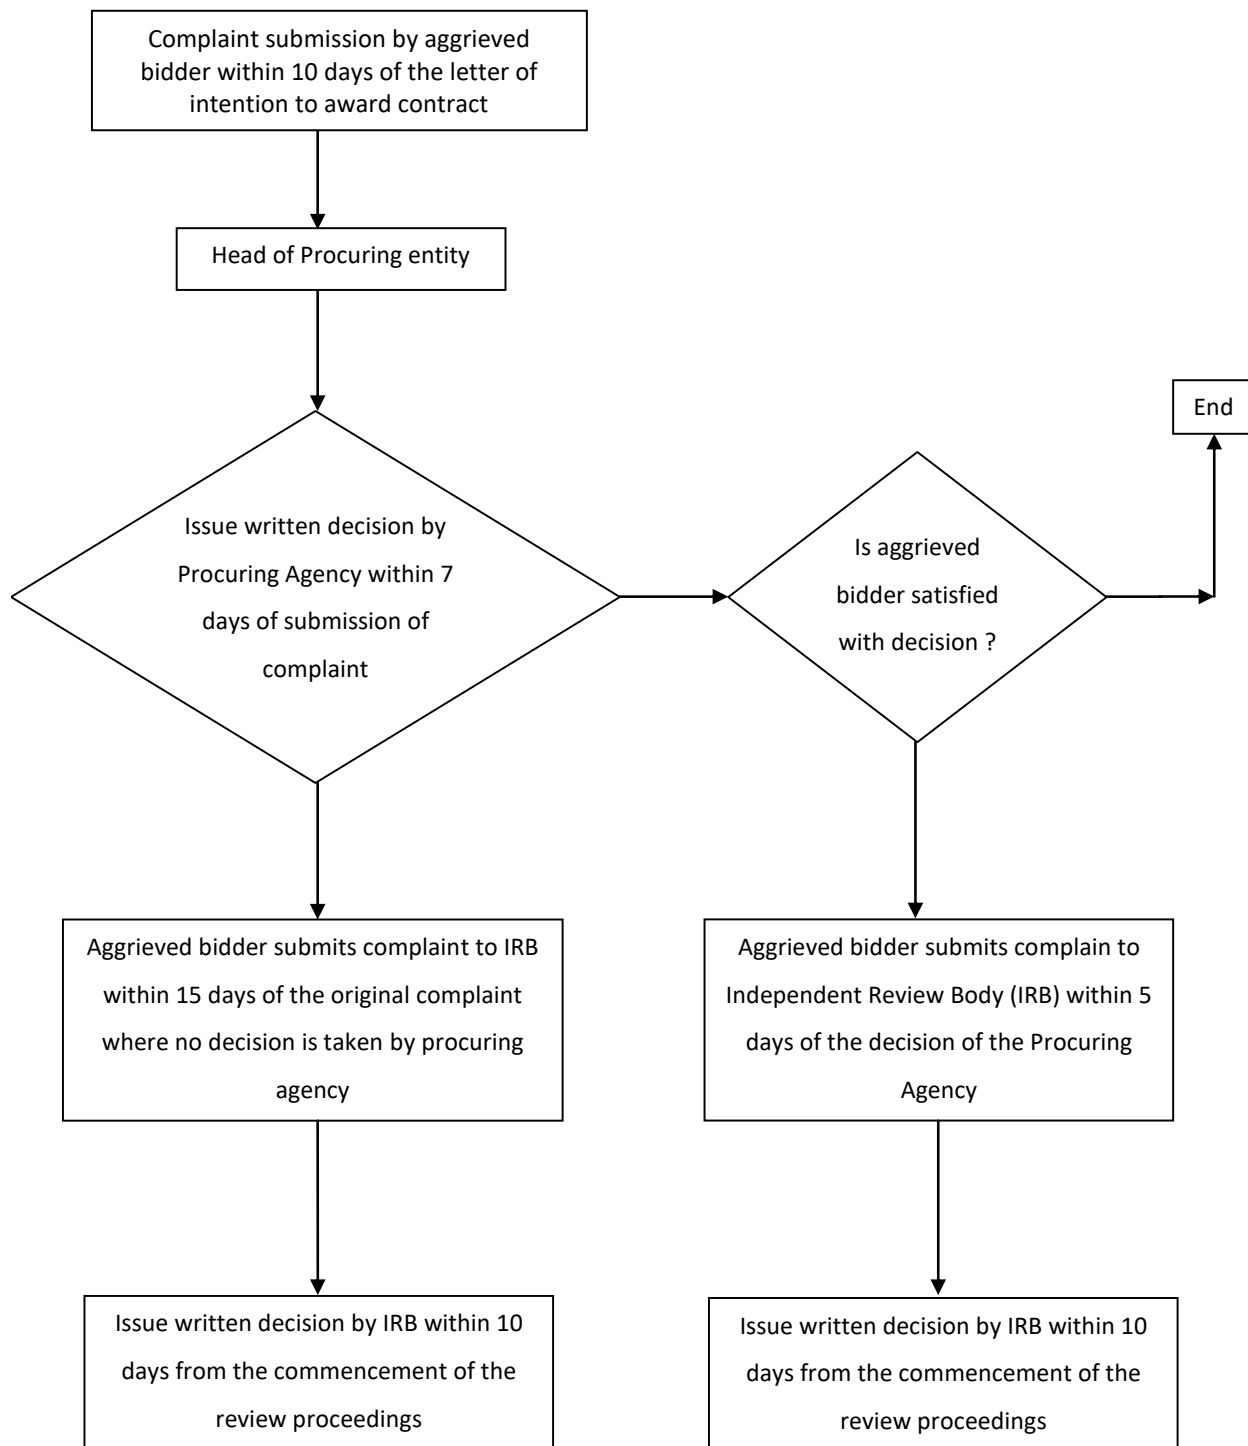 Complaint submission by aggrieved
bidder within 10 days of the letter of
intention to award contract
Head of Procuring entity
End
Issue written decision by
Procuring Agency within 7
days of submission of
complaint
Is aggrieved
bidder satisfied
with decision ?
Aggrieved bidder submits complaint to IRB
within 15 days of the original complaint
where no decision is taken by procuring
agency
Aggrieved bidder submits complain to
Independent Review Body (IRB) within 5
days of the decision of the Procuring
Agency
Issue written decision by IRB within 10
days from the commencement of the
review proceedings
Issue written decision by IRB within 10
days from the commencement of the
review proceedings